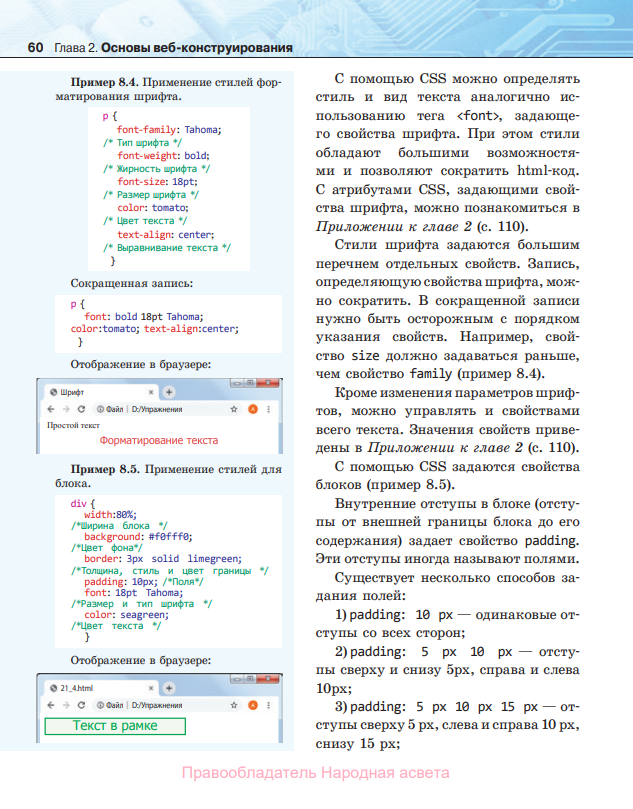 60 Глава 2. Основы веб-конструирования
Пример 8.4. Применение стилей фор-
матирования шрифта.
p {
font-family: Tahoma;
/* Тип шрифта */
font-weight: bold;
/* Жирность шрифта */
font-size: 18pt;
/* Размер шрифта */
color: tomato;
/* Цвет текста */
text-align: center;
/* Выравнивание текста */
}
Сокращенная запись:
p {
font: bold 18pt Tahoma;
color:tomato; text-align:center;
}
Отображение в браузере:
Шрифт
Файл | D:/Упражнения
Простой текст
Форматирование текста
Пример 8.5. Применение стилей для
блока.
div {
width:80%;
/*Ширина блока */
background: #f0fff0;
/*Цвет фона*/
border: 3px solid limegreen;
/*Толщина, стиль и цвет границы */
padding: 10px; /*Поля*/
font: 18pt Tahoma;
/*Размер и тип шрифта */
color: seagreen;
/*Цвет текста */
}
Отображение в браузере:
21_4.html
Файл | D:/Упражнения
Текст в рамке
С помощью CSS можно определять
стиль и вид текста аналогично ис-
пользованию тега <font>, задающе-
го свойства шрифта. При этом стили
обладают большими возможностя-
ми и позволяют сократить html-код.
С атрибутами CSS, задающими свой-
ства шрифта, можно познакомиться в
Приложении к главе 2 (с. 110).
Стили шрифта задаются большим
перечнем отдельных свойств. Запись,
определяющую свойства шрифта, мож-
но сократить. В сокращенной записи
нужно быть осторожным с порядком
указания свойств. Например, свой-
ство size должно задаваться раньше,
чем свойство family (пример 8.4).
Кроме изменения параметров шриф-
тов, можно управлять и свойствами
всего текста. Значения свойств приве-
дены в Приложении к главе 2 (с. 110).
С помощью CSS задаются свойства
блоков (пример 8.5).
Внутренние отступы в блоке (отсту-
пы от внешней границы блока до его
содержания) задает свойство padding.
Эти отступы иногда называют полями.
Существует несколько способов за-
дания полей:
1) padding: 10 px — одинаковые от-
ступы со всех сторон;
2) padding: 5 px 10 px — отсту-
пы сверху и снизу 5px, справа и слева
10px;
3) padding: 5 px 10 px 15 px — от-
ступы сверху 5 px, слева и справа 10 px,
снизу 15 px;
Правообладатель Народная асвета